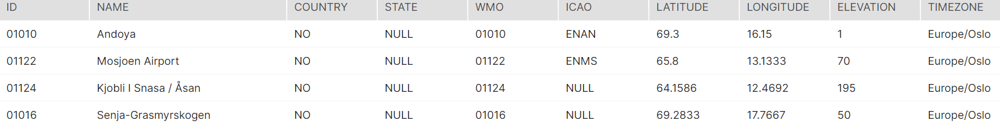 ID NAME COUNTRY STATE WMO ICAO LATITUDE LONGITUDE ELEVATION TIMEZONE
01010 Andoya NO NULL 01010 ENAN 69.3 16.15 1 Europe/Oslo
01122 Mosjoen Airport NO NULL 01122 ENMS 65.8 13.1333 70 Europe/Oslo
01124 Kjobli I Snasa / Åsan NO NULL 01124 NULL 64.1586 12.4692 195 Europe/Oslo
01016 Senja-Grasmyrskogen NO NULL 01016 NULL 69.2833 17.7667 50 Europe/Oslo